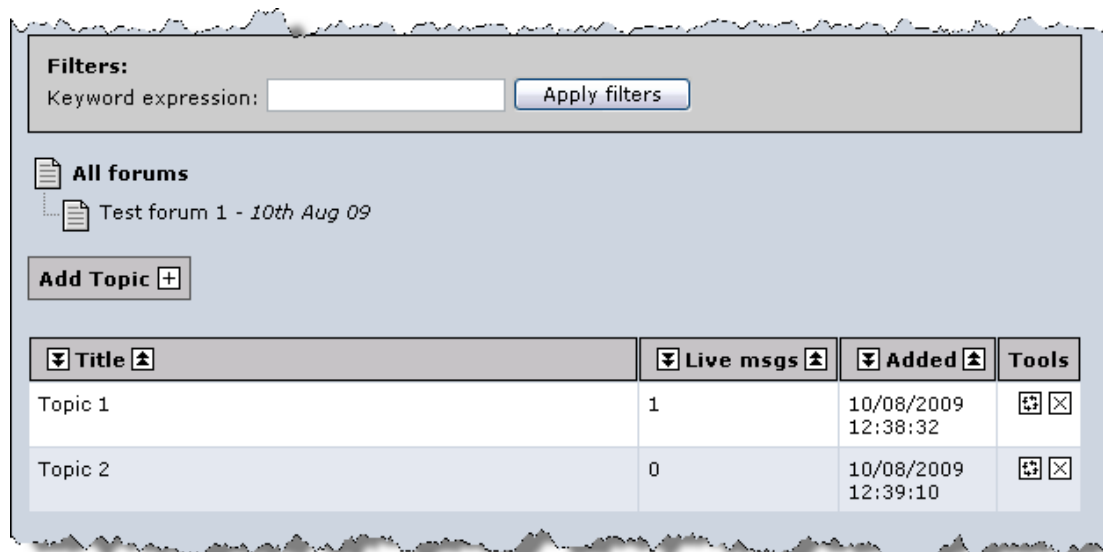 Filters:
Keyword expression: Apply filters
All forums
Test forum 1 - 10th Aug 09
Add Topic
Title Live msgs Added Tools
Topic 1 1 10/08/2009
12:38:32
Topic 2 0 10/08/2009
12:39:10